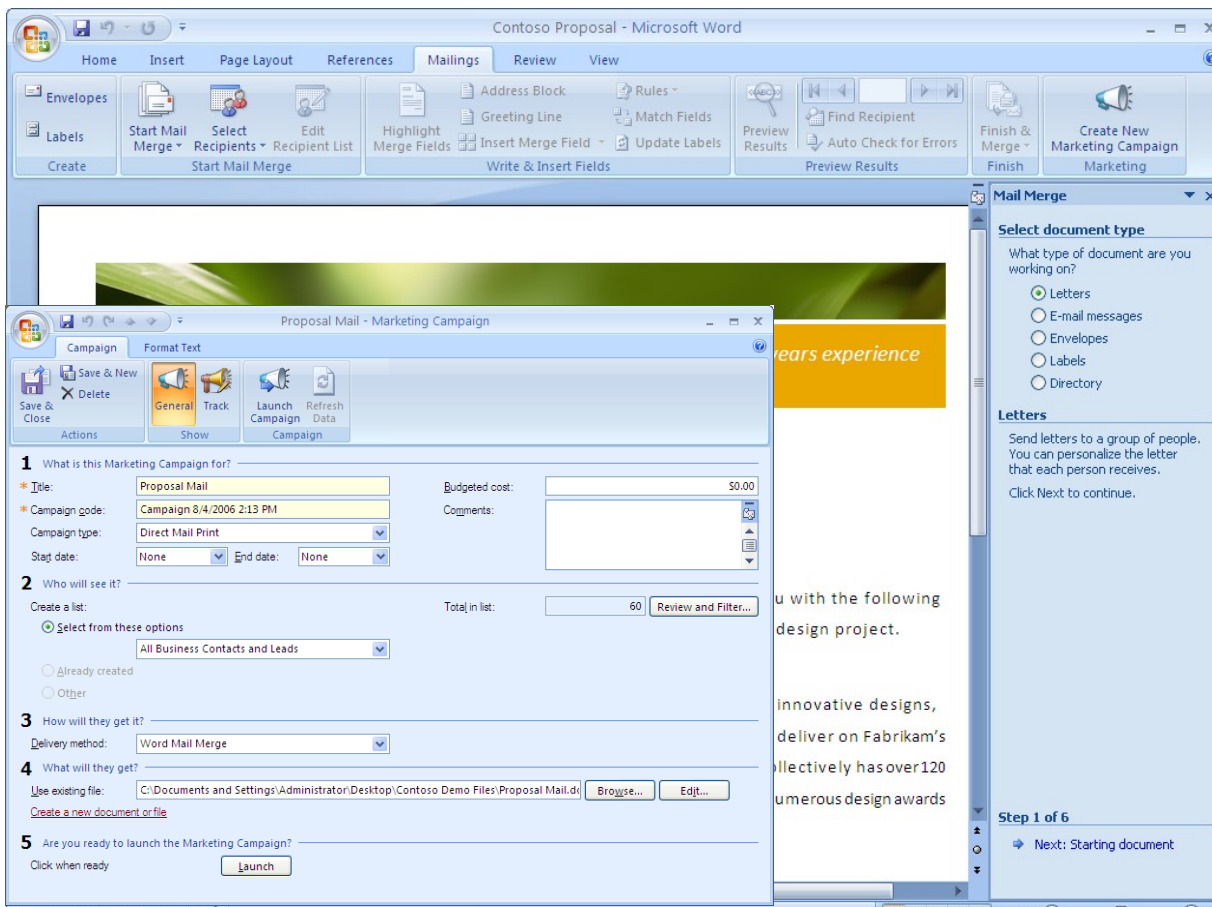 Contoso Proposal - Microsoft Word
Home Insert Page Layout References Mailings Review View
Envelopes
Labels
Create
Start Mail Merge
Select Recipients
Edit Recipient List
Start Mail Merge
Highlight Merge Fields
Address Block
Greeting Line
Insert Merge Field
Rules
Match Fields
Update Labels
Write & Insert Fields
Preview Results
Find Recipient
Auto Check for Errors
Preview Results
Finish & Merge
Finish
Create New Marketing Campaign
Marketing
years experience
u with the following
design project.
innovative designs,
deliver on Fabrikam's
ollectively has over 120
umerous design awards
Mail Merge
Select document type
What type of document are you
working on?
Letters
E-mail messages
Envelopes
Labels
Directory
Letters
Send letters to a group of people.
You can personalize the letter
that each person receives.
Click Next to continue.
Step 1 of 6
Next: Starting document
Proposal Mail - Marketing Campaign
Campaign Format Text
Save & Close
Save & New
Delete
Actions
General Track
Show
Launch Campaign
Refresh Data
Campaign
1 What is this Marketing Campaign for?
* Title: Proposal Mail Budgeted cost: $0.00
* Campaign code: Campaign 8/4/2006 2:13 PM Comments:
Campaign type: Direct Mail Print
Start date: None End date: None
2 Who will see it?
Create a list: Total in list: 60 Review and Filter...
Select from these options
All Business Contacts and Leads
Already created
Other
3 How will they get it?
Delivery method: Word Mail Merge
4 What will they get?
Use existing file: C:\Documents and Settings\Administrator\Desktop\Contoso Demo Files\Proposal Mail.do Browse... Edit...
Create a new document or file
5 Are you ready to launch the Marketing Campaign?
Click when ready Launch